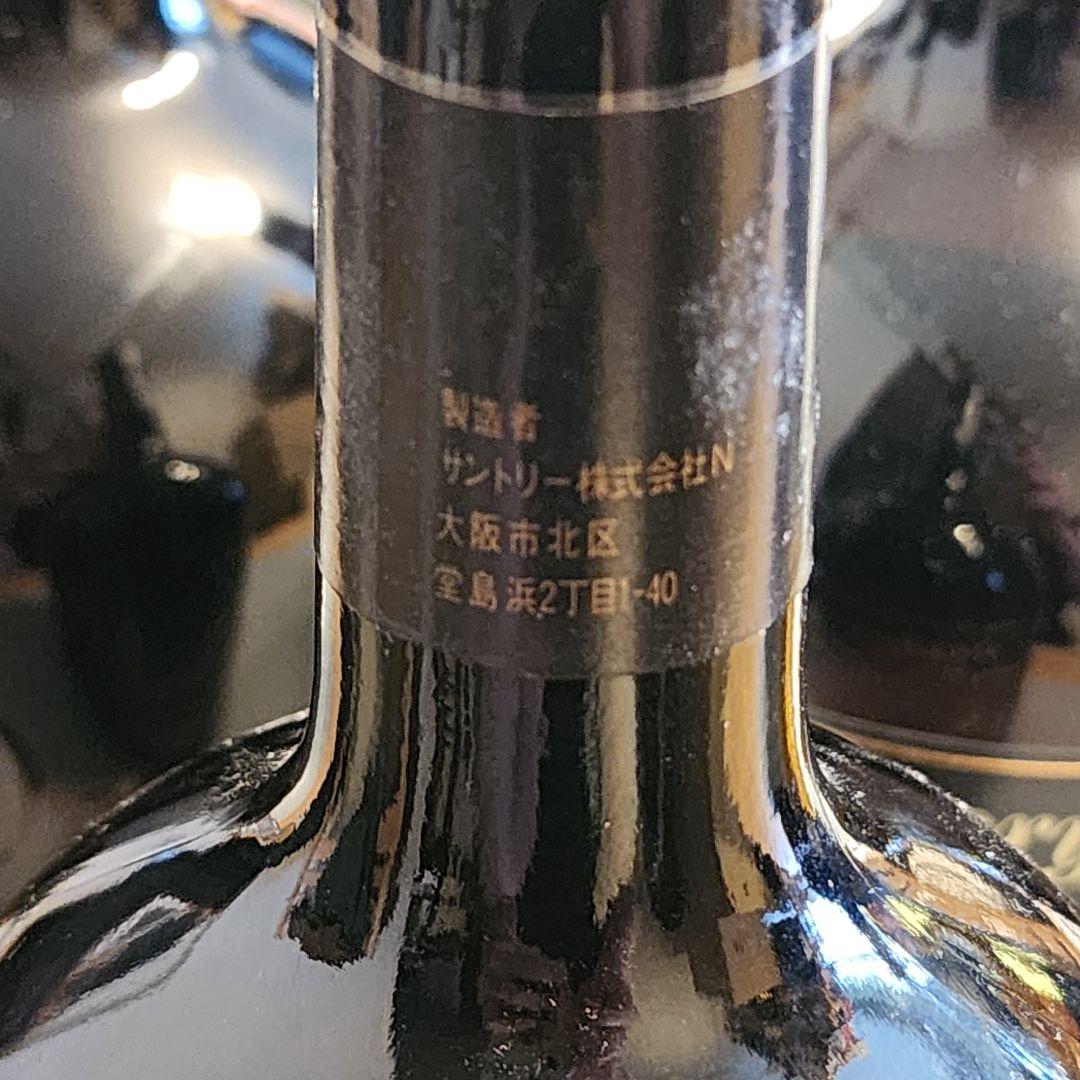 製造者
サントリー株式会社N
大阪市北区
堂島浜2丁目1-40